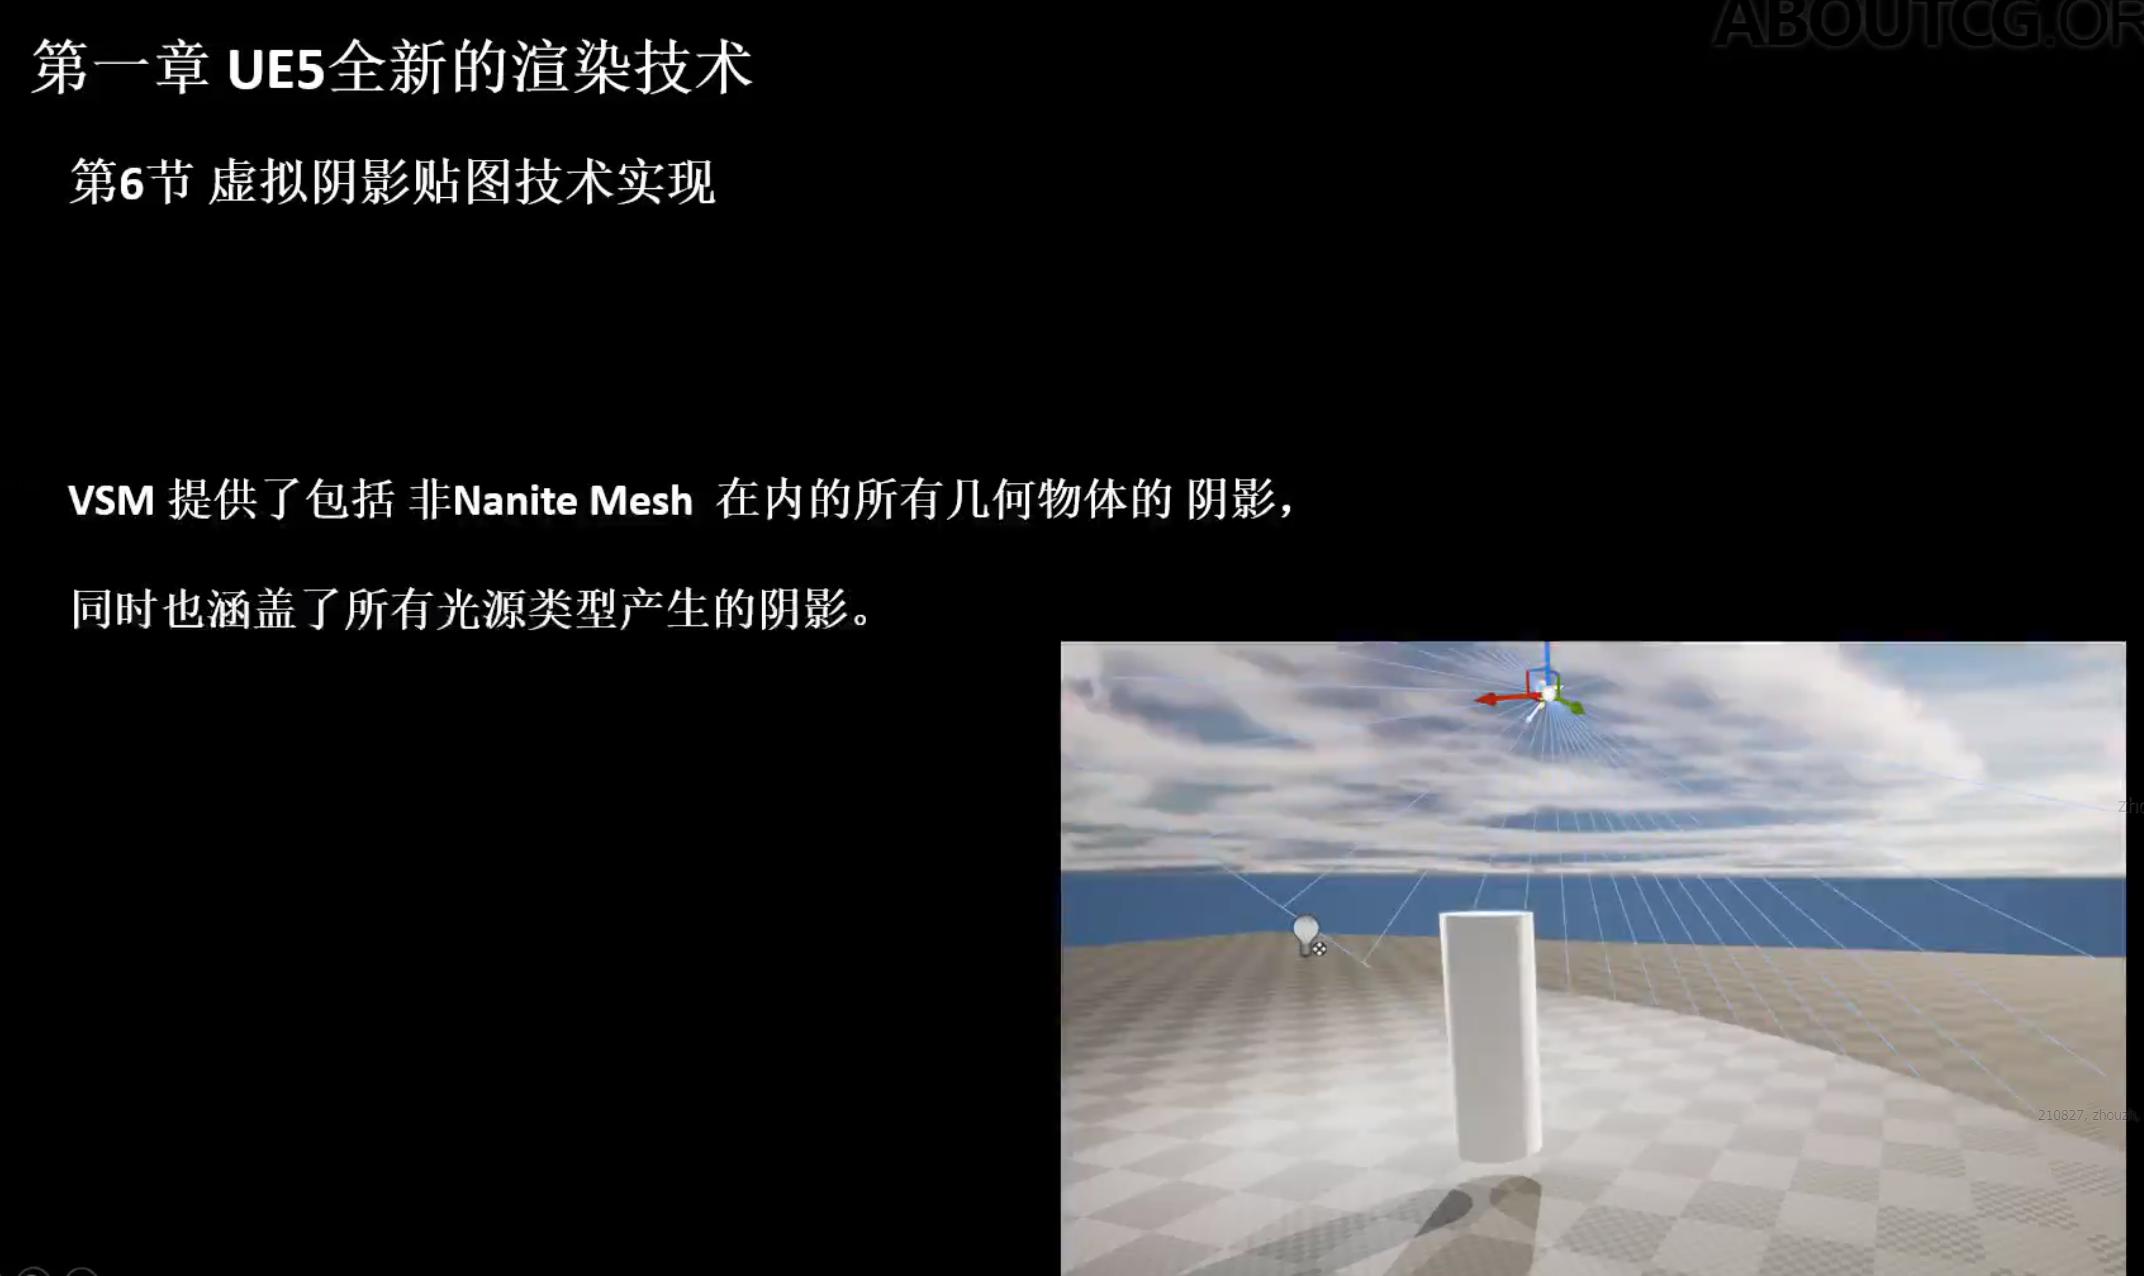 ABOUTCG.OR
第一章 UE5全新的渲染技术
第6节 虚拟阴影贴图技术实现
VSM 提供了包括 非Nanite Mesh 在内的所有几何物体的 阴影，
同时也涵盖了所有光源类型产生的阴影。
zho
210827, zhouzh